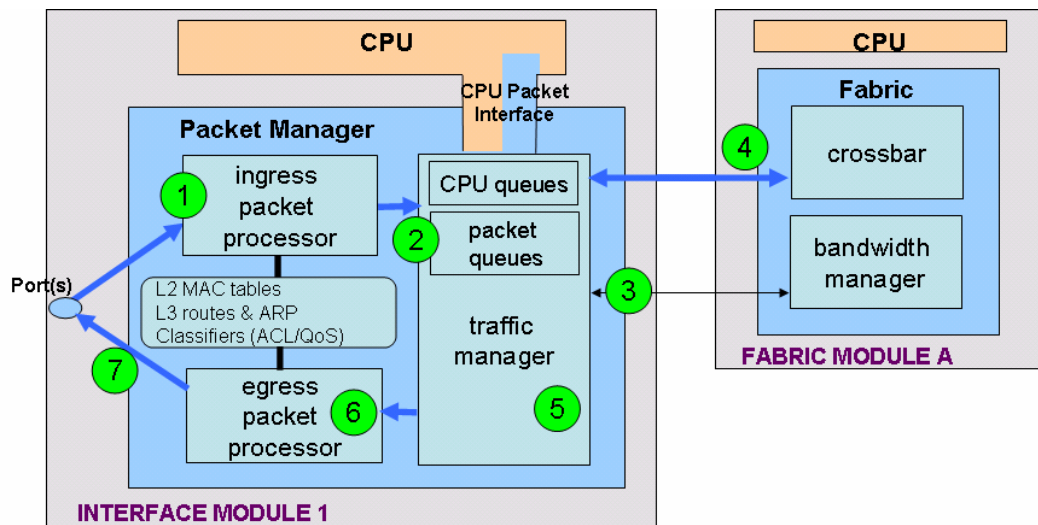 CPU
CPU Packet
Interface
Packet Manager
1
ingress
packet
processor
2
CPU queues
packet
queues
Port(s)
L2 MAC tables
L3 routes & ARP
Classifiers (ACL/QoS)
traffic
manager
3
4
5
6
7
egress
packet
processor
INTERFACE MODULE 1
CPU
Fabric
crossbar
bandwidth
manager
FABRIC MODULE A